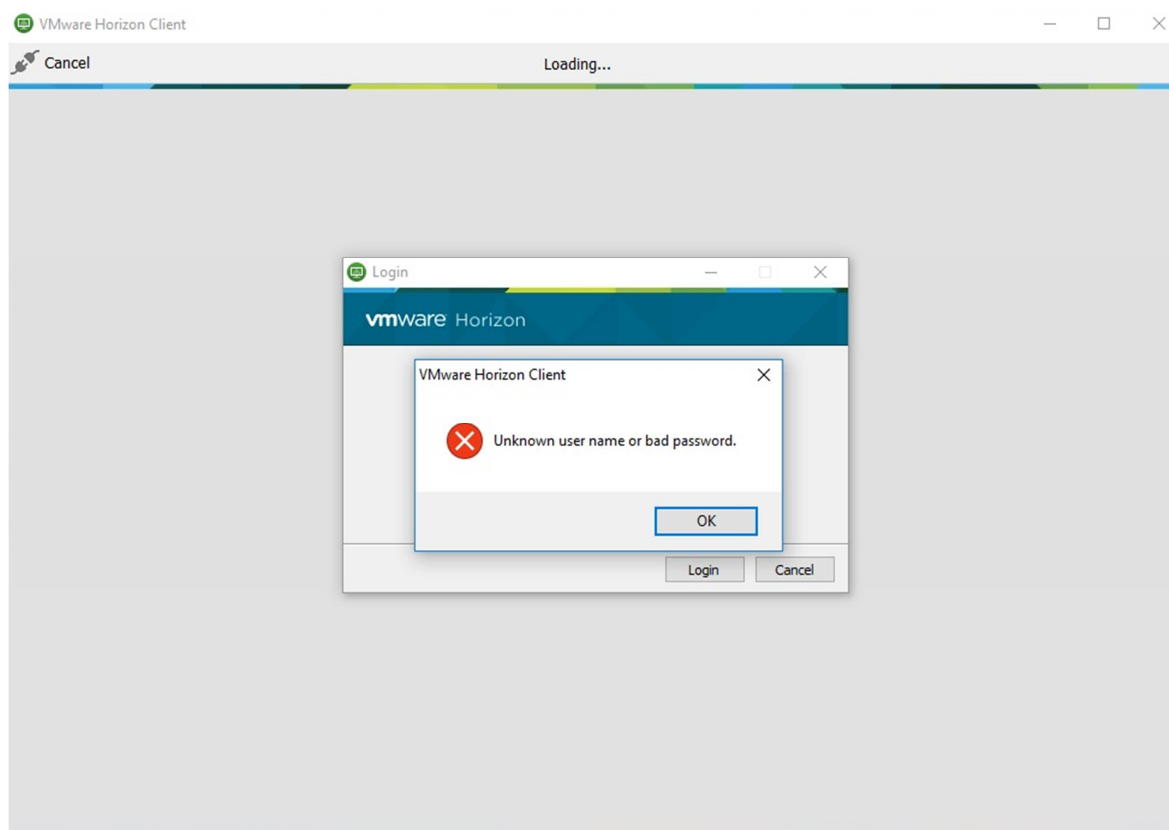 VMware Horizon Client
Cancel
Loading...
Login
vmware Horizon
VMware Horizon Client
Unknown user name or bad password.
OK
Login
Cancel